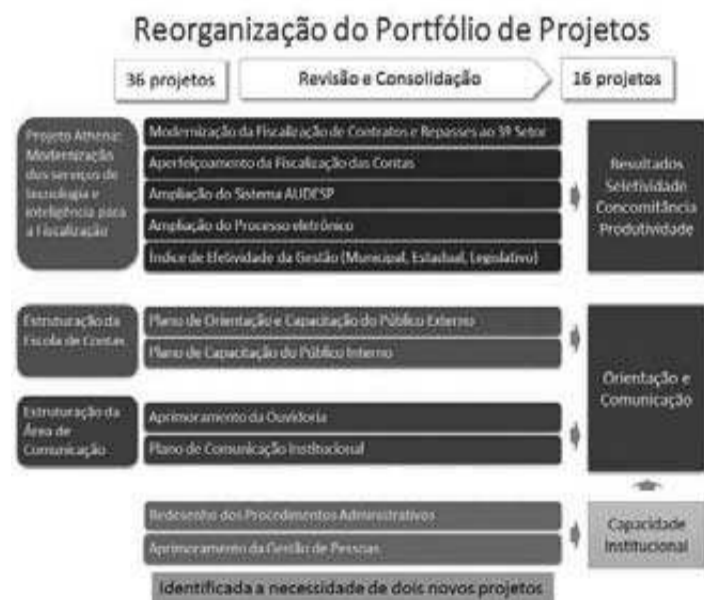 Reorganização do Portfólio de Projetos
36 projetos
Revisão e Consolidação
16 projetos
Projeto Athena:
Modernização
dos serviços de
tecnologia e
inteligência para
a Fiscalização
Modernização da Fiscalização de Contratos e Repasses ao 3º Setor
Aperfeiçoamento da Fiscalização das Contas
Ampliação do Sistema AUDESP
Ampliação do Processo eletrônico
Índice de Efetividade da Gestão (Municipal, Estadual, Legislativo)
Resultados
Seletividade
Concomitância
Produtividade
Estruturação da
Escola de Contas
Plano de Orientação e Capacitação do Público Externo
Plano de Capacitação do Público Interno
Estruturação da
Área de
Comunicação
Aprimoramento da Ouvidoria
Plano de Comunicação Institucional
Orientação e
Comunicação
Redesenho dos Procedimentos Administrativos
Aprimoramento da Gestão de Pessoas
Capacidade
Institucional
Identificada a necessidade de dois novos projetos